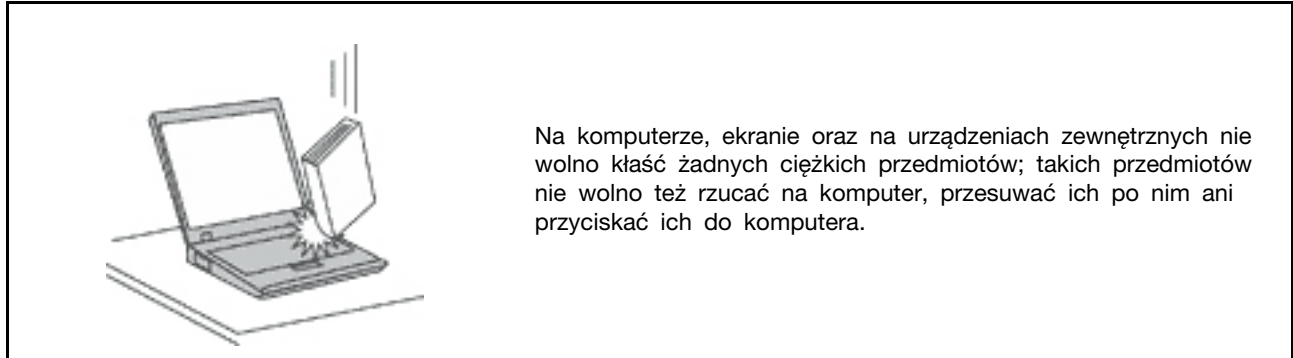 Na komputerze, ekranie oraz na urządzeniach zewnętrznych nie
wolno kłaść żadnych ciężkich przedmiotów; takich przedmiotów
nie wolno też rzucać na komputer, przesuwać ich po nim ani
przyciskać ich do komputera.